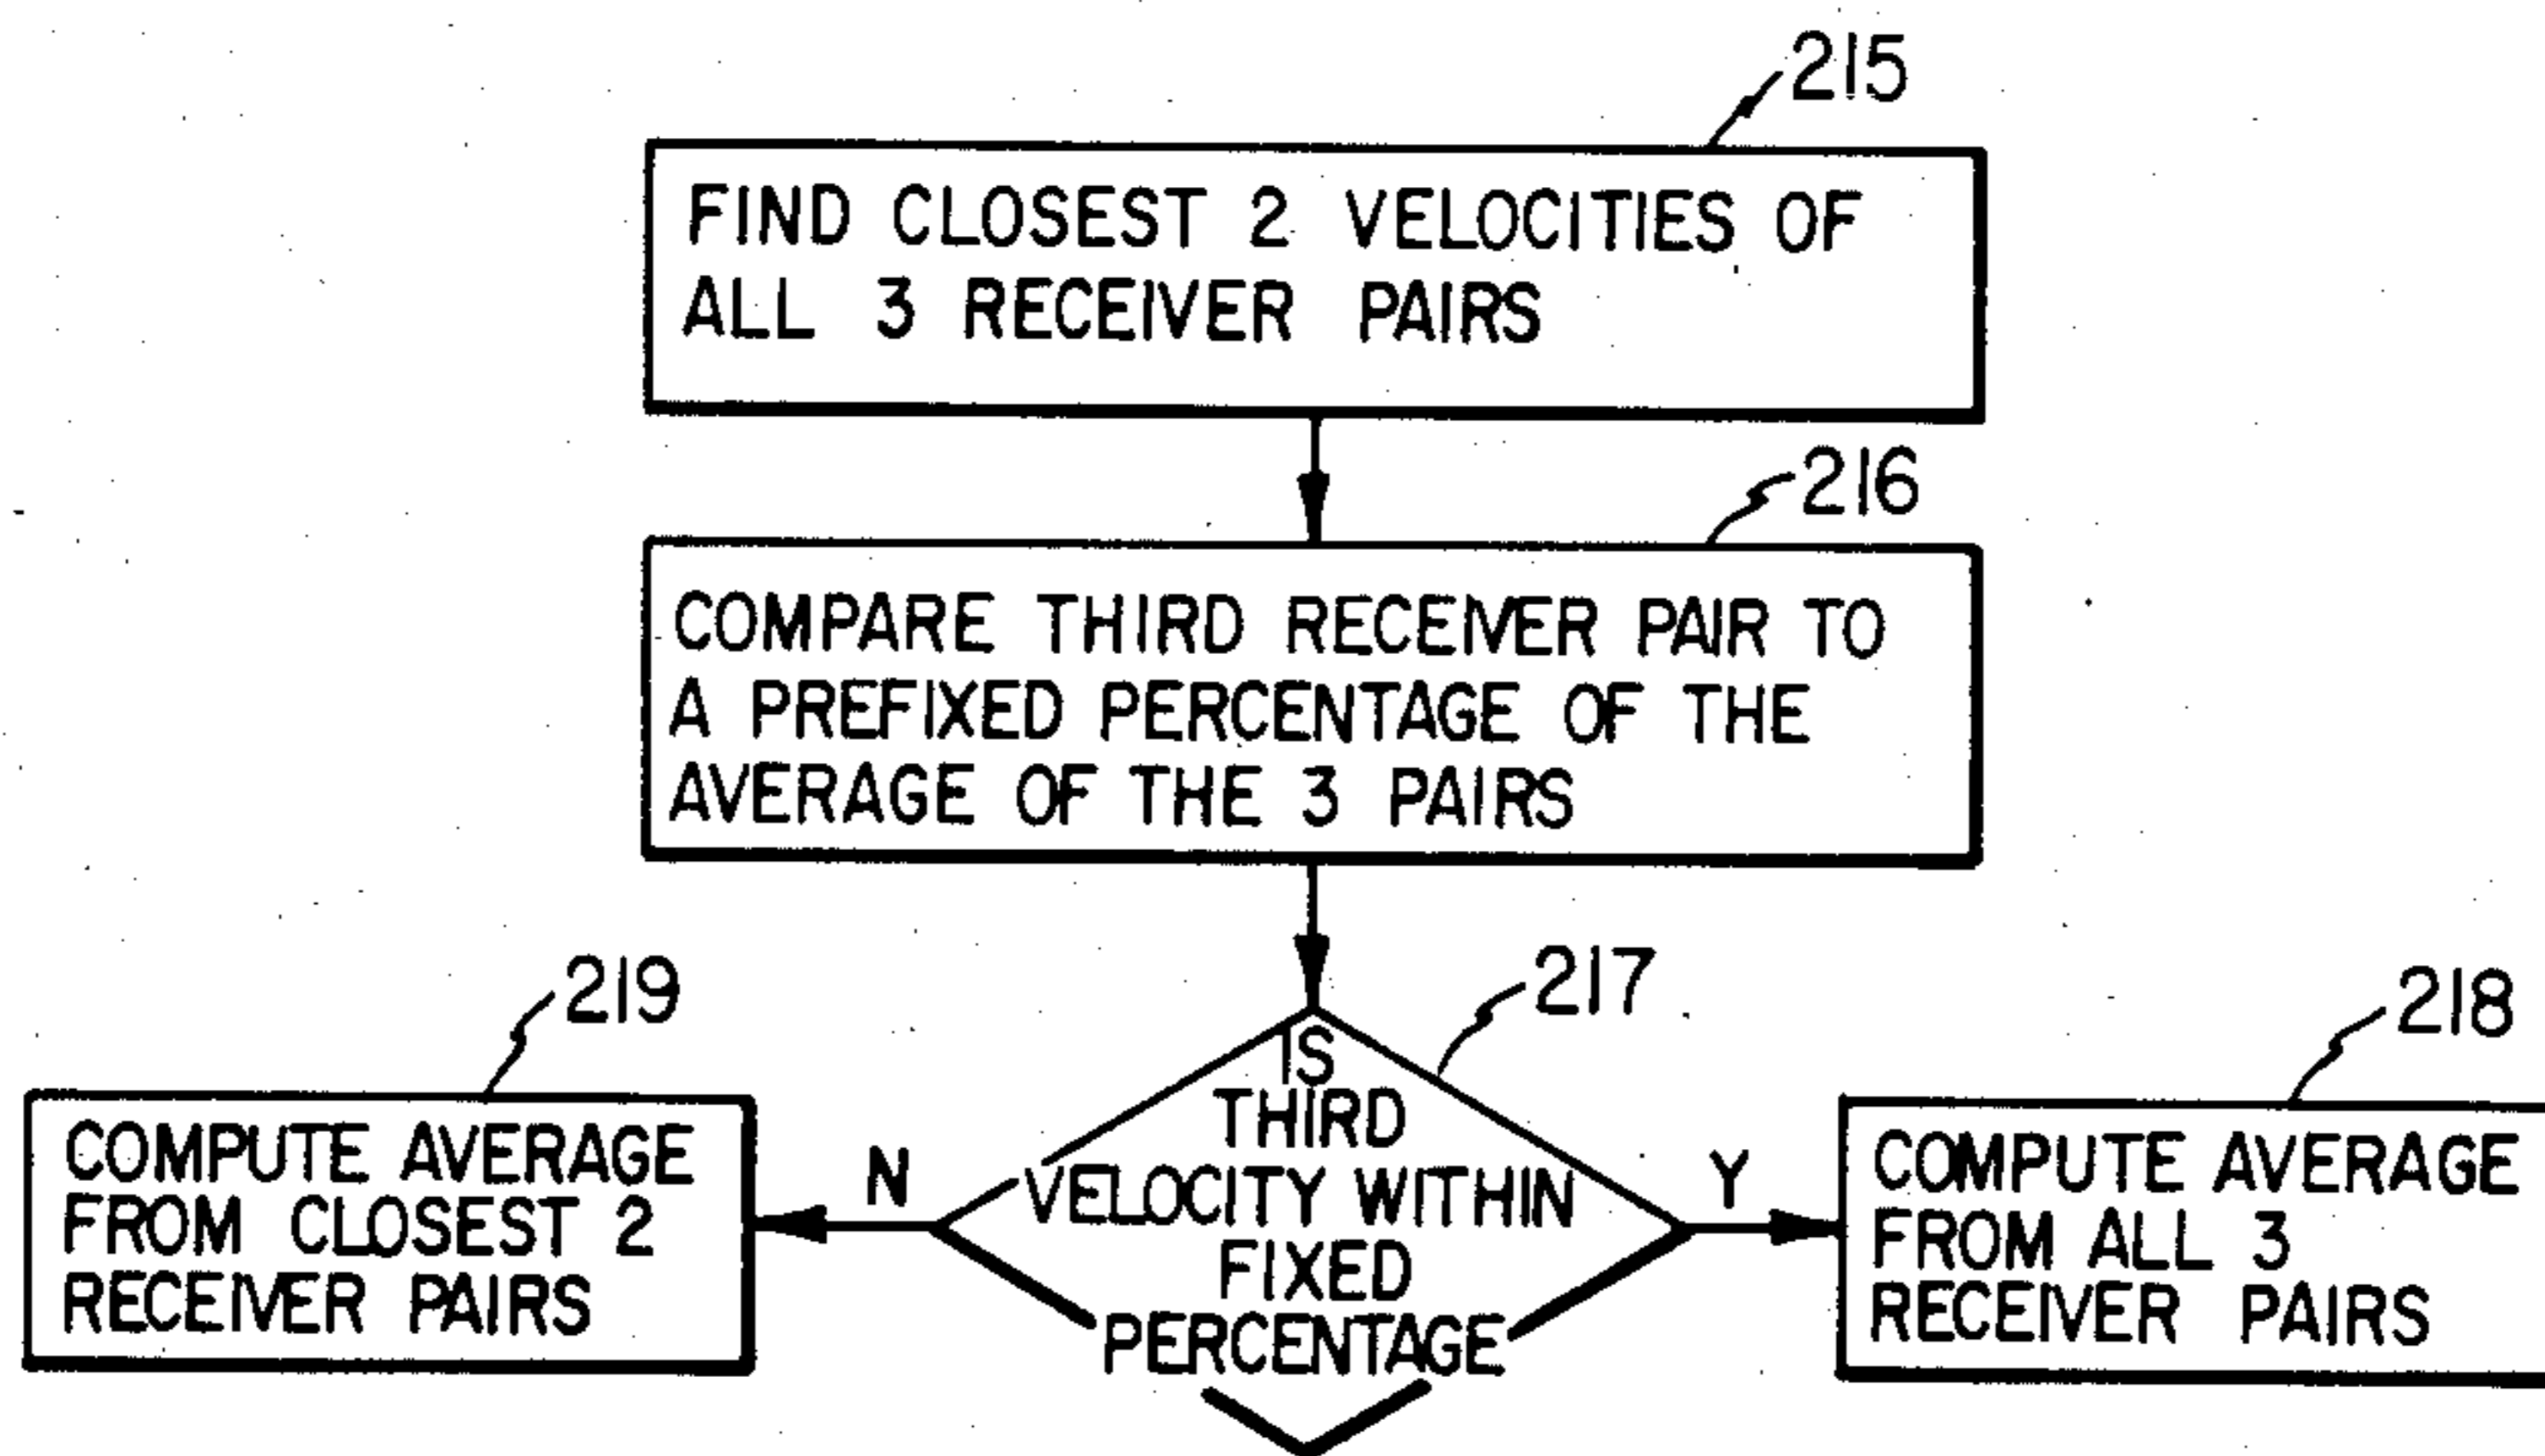 215
FIND CLOSEST 2 VELOCITIES OF
ALL 3 RECEIVER PAIRS
216
COMPARE THIRD RECEIVER PAIR TO
A PREFIXED PERCENTAGE OF THE
AVERAGE OF THE 3 PAIRS
217
IS
THIRD
VELOCITY WITHIN
FIXED
PERCENTAGE
N
Y
219
COMPUTE AVERAGE
FROM CLOSEST 2
RECEIVER PAIRS
218
COMPUTE AVERAGE
FROM ALL 3
RECEIVER PAIRS